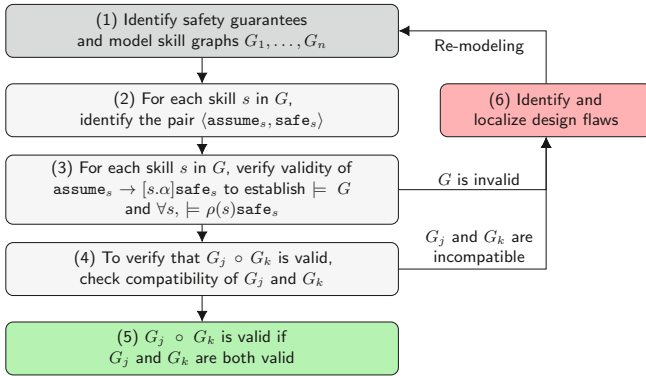 (1) Identify safety guarantees
and model skill graphs G₁, . . . , Gₙ
Re-modeling
(2) For each skill s in G,
identify the pair ⟨assumeₛ, safeₛ⟩
(6) Identify and
localize design flaws
(3) For each skill s in G, verify validity of
assumeₛ → [s.α]safeₛ to establish ⊨ G
and ∀s, ⊨ ρ(s)safeₛ
G is invalid
(4) To verify that Gⱼ ∘ Gₖ is valid,
check compatibility of Gⱼ and Gₖ
Gⱼ and Gₖ are
incompatible
(5) Gⱼ ∘ Gₖ is valid if
Gⱼ and Gₖ are both valid